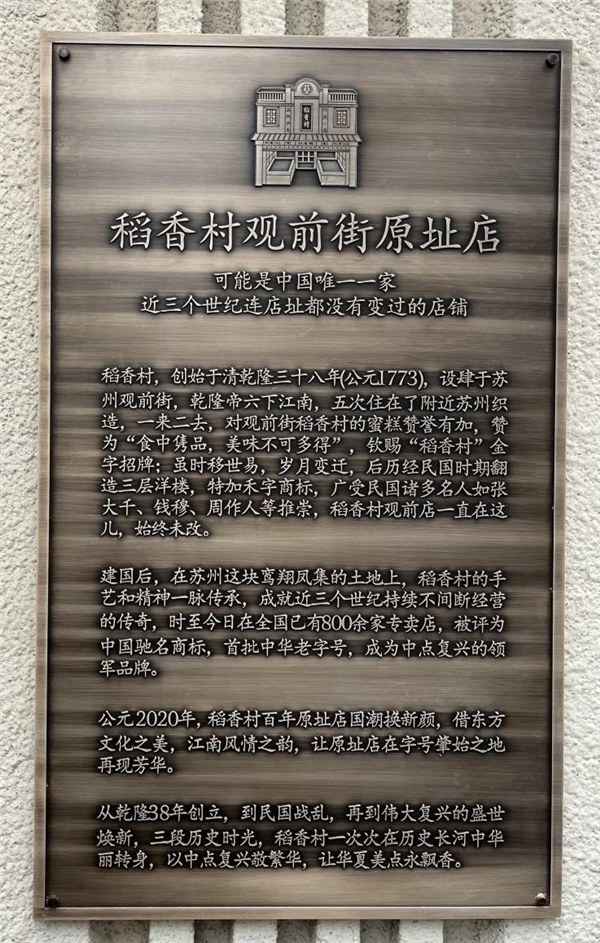 稻香村
稻香村观前街原址店
可能是中国唯一一家
近三个世纪连店址都没有变过的店铺
稻香村，创始于清乾隆三十八年(公元1773)，设肆于苏
州观前街，乾隆帝六下江南，五次住在了附近苏州织
造，一来二去，对观前街稻香村的蜜糕赞誉有加，赞
为“食中隽品，美味不可多得”，钦赐“稻香村”金
字招牌；虽时移世易，岁月变迁，后历经民国时期翻
造三层洋楼，特加禾字商标，广受民国诸多名人如张
大千、钱穆、周作人等推崇，稻香村观前店一直在这
儿，始终未改。
建国后，在苏州这块鸾翔凤集的土地上，稻香村的手
艺和精神一脉传承，成就近三个世纪持续不间断经营
的传奇，时至今日在全国已有800余家专卖店，被评为
中国驰名商标，首批中华老字号，成为中点复兴的领
军品牌。
公元2020年，稻香村百年原址店国潮换新颜，借东方
文化之美，江南风情之韵，让原址店在字号肇始之地
再现芳华。
从乾隆38年创立，到民国战乱，再到伟大复兴的盛世
焕新，三段历史时光，稻香村一次次在历史长河中华
丽转身，以中点复兴敬繁华，让华夏美点永飘香。